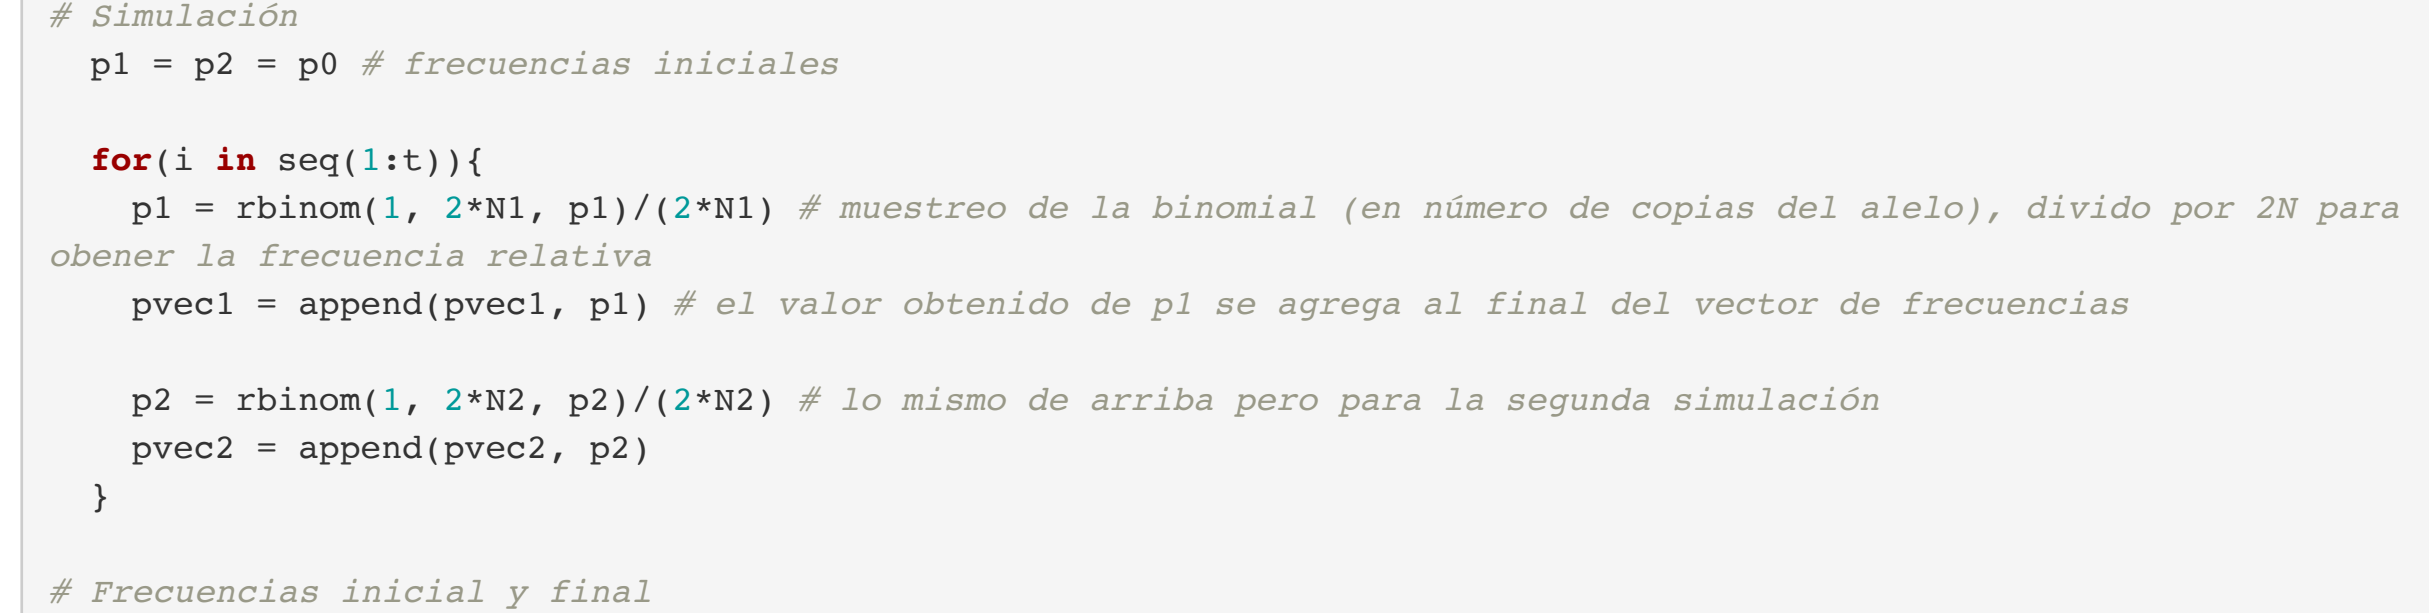 # Simulación
p1 = p2 = p0 # frecuencias iniciales
for(i in seq(1:t)){
p1 = rbinom(1, 2*N1, p1)/(2*N1) # muestreo de la binomial (en número de copias del alelo), divido por 2N para
obener la frecuencia relativa
pvec1 = append(pvec1, p1) # el valor obtenido de p1 se agrega al final del vector de frecuencias
p2 = rbinom(1, 2*N2, p2)/(2*N2) # lo mismo de arriba pero para la segunda simulación
pvec2 = append(pvec2, p2)
}
# Frecuencias inicial y final